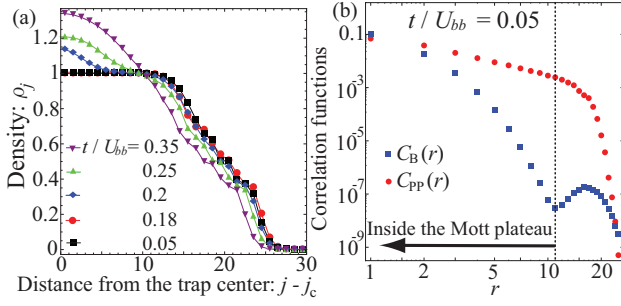 (a)
1.2
1
0.8
0.6
0.4
0.2
0
Density: ρj
t / Ubb= 0.35
0.25
0.2
0.18
0.05
0 10 20 30
Distance from the trap center: j - jc
(b)
t / Ubb = 0.05
0.1
10-3
10-5
10-7
10-9
Correlation functions
CB(r)
CPP(r)
Inside the Mott plateau
1 2 4 6 10 20
r